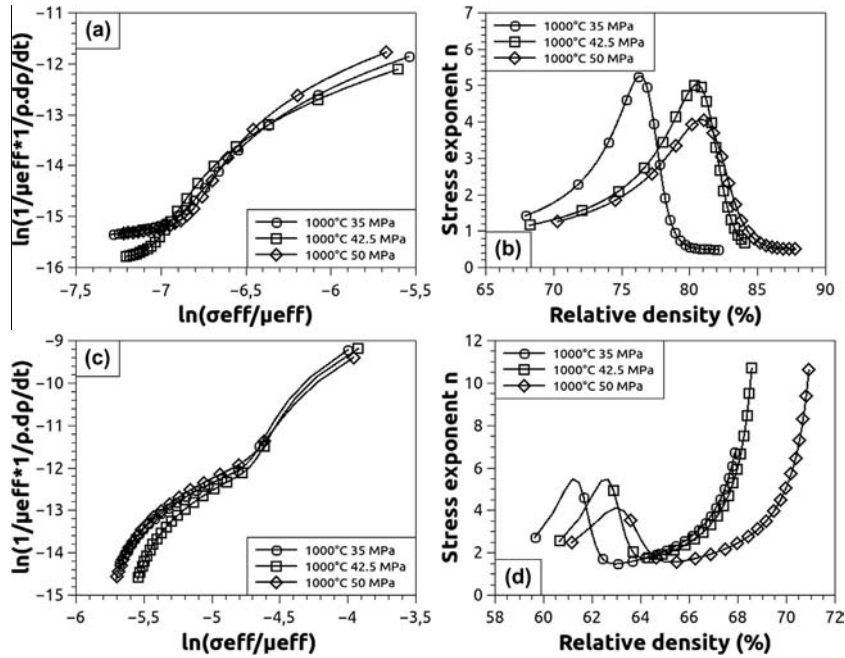 (a)
ln(1/μeff*1/ρ.dρ/dt)
−11
−12
−13
−14
−15
−16
−7,5
−7
−6,5
−6
−5,5
ln(σeff/μeff)
1000°C 35 MPa
1000°C 42.5 MPa
1000°C 50 MPa
(b)
Stress exponent n
7
6
5
4
3
2
1
0
65
70
75
80
85
90
Relative density (%)
1000°C 35 MPa
1000°C 42.5 MPa
1000°C 50 MPa
(c)
ln(1/μeff*1/ρ.dρ/dt)
−9
−10
−11
−12
−13
−14
−15
−6
−5,5
−5
−4,5
−4
−3,5
ln(σeff/μeff)
1000°C 35 MPa
1000°C 42.5 MPa
1000°C 50 MPa
(d)
Stress exponent n
12
10
8
6
4
2
0
58
60
62
64
66
68
70
72
Relative density (%)
1000°C 35 MPa
1000°C 42.5 MPa
1000°C 50 MPa